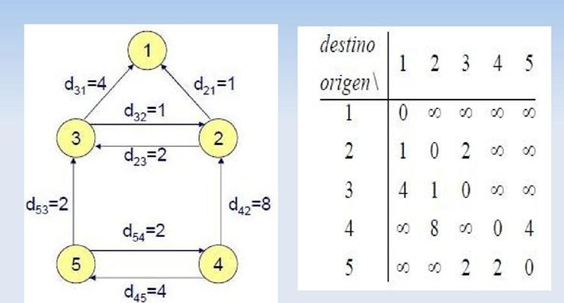 1
d31=4
d21=1
d32=1
3
2
d23=2
d53=2
d42=8
d54=2
5
4
d45=4
destino
origen\ 1 2 3 4 5
1 0 ∞ ∞ ∞ ∞
2 1 0 2 ∞ ∞
3 4 1 0 ∞ ∞
4 ∞ 8 ∞ 0 4
5 ∞ ∞ 2 2 0